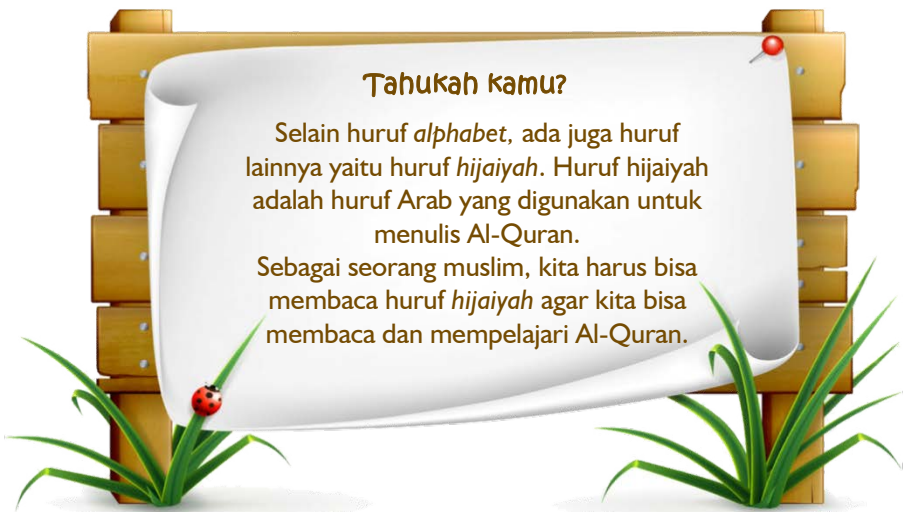 Tahukah kamu?
Selain huruf alphabet, ada juga huruf
lainnya yaitu huruf hijaiyah. Huruf hijaiyah
adalah huruf Arab yang digunakan untuk
menulis Al-Quran.
Sebagai seorang muslim, kita harus bisa
membaca huruf hijaiyah agar kita bisa
membaca dan mempelajari Al-Quran.